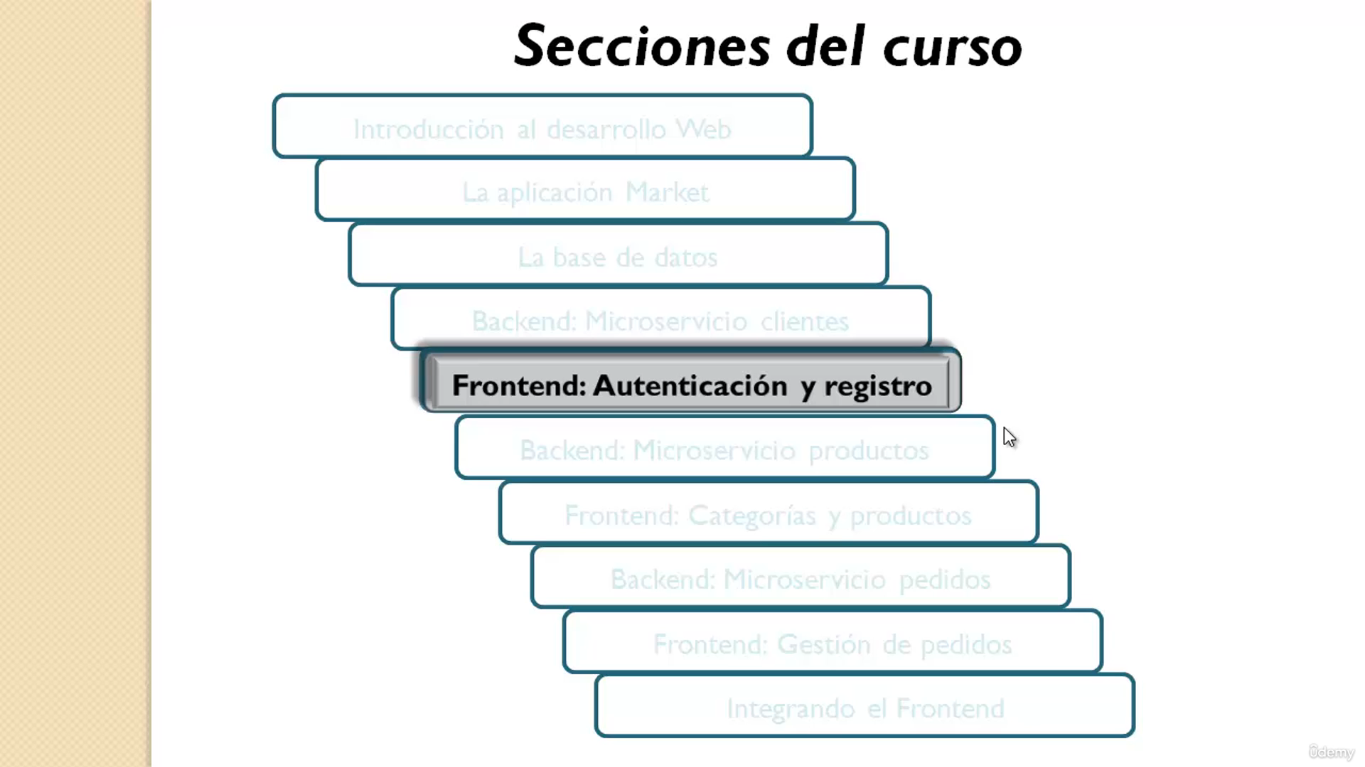 Secciones del curso
Introducción al desarrollo Web
La aplicación Market
La base de datos
Backend: Microservicio clientes
Frontend: Autenticación y registro
Backend: Microservicio productos
Frontend: Categorías y productos
Backend: Microservicio pedidos
Frontend: Gestión de pedidos
Integrando el Frontend
ûdemy